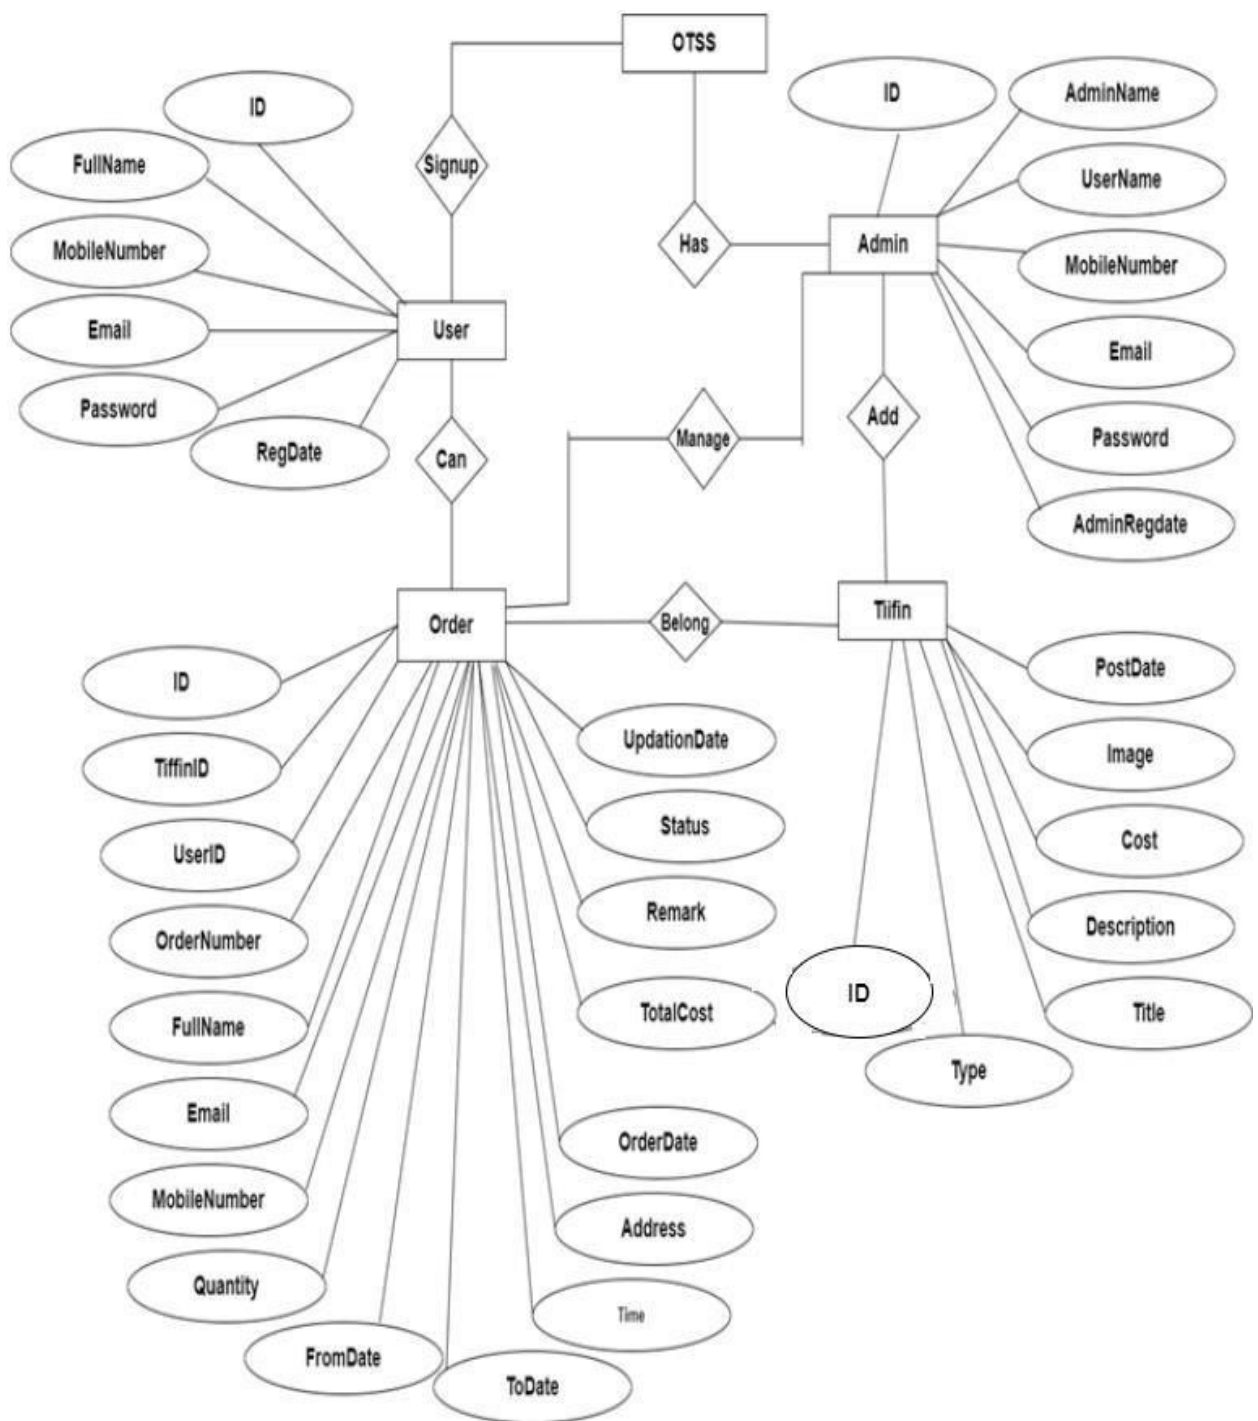 OTSS
ID
AdminName
FullName
Signup
UserName
MobileNumber
Has
Admin
MobileNumber
Email
User
Email
Password
RegDate
Can
Manage
Add
Password
AdminRegdate
Order
Belong
Tiifin
ID
ID
PostDate
TiffinID
UpdationDate
Image
UserID
Status
Cost
OrderNumber
Remark
Description
FullName
TotalCost
ID
Title
Type
Email
OrderDate
MobileNumber
Address
Quantity
Time
FromDate
ToDate